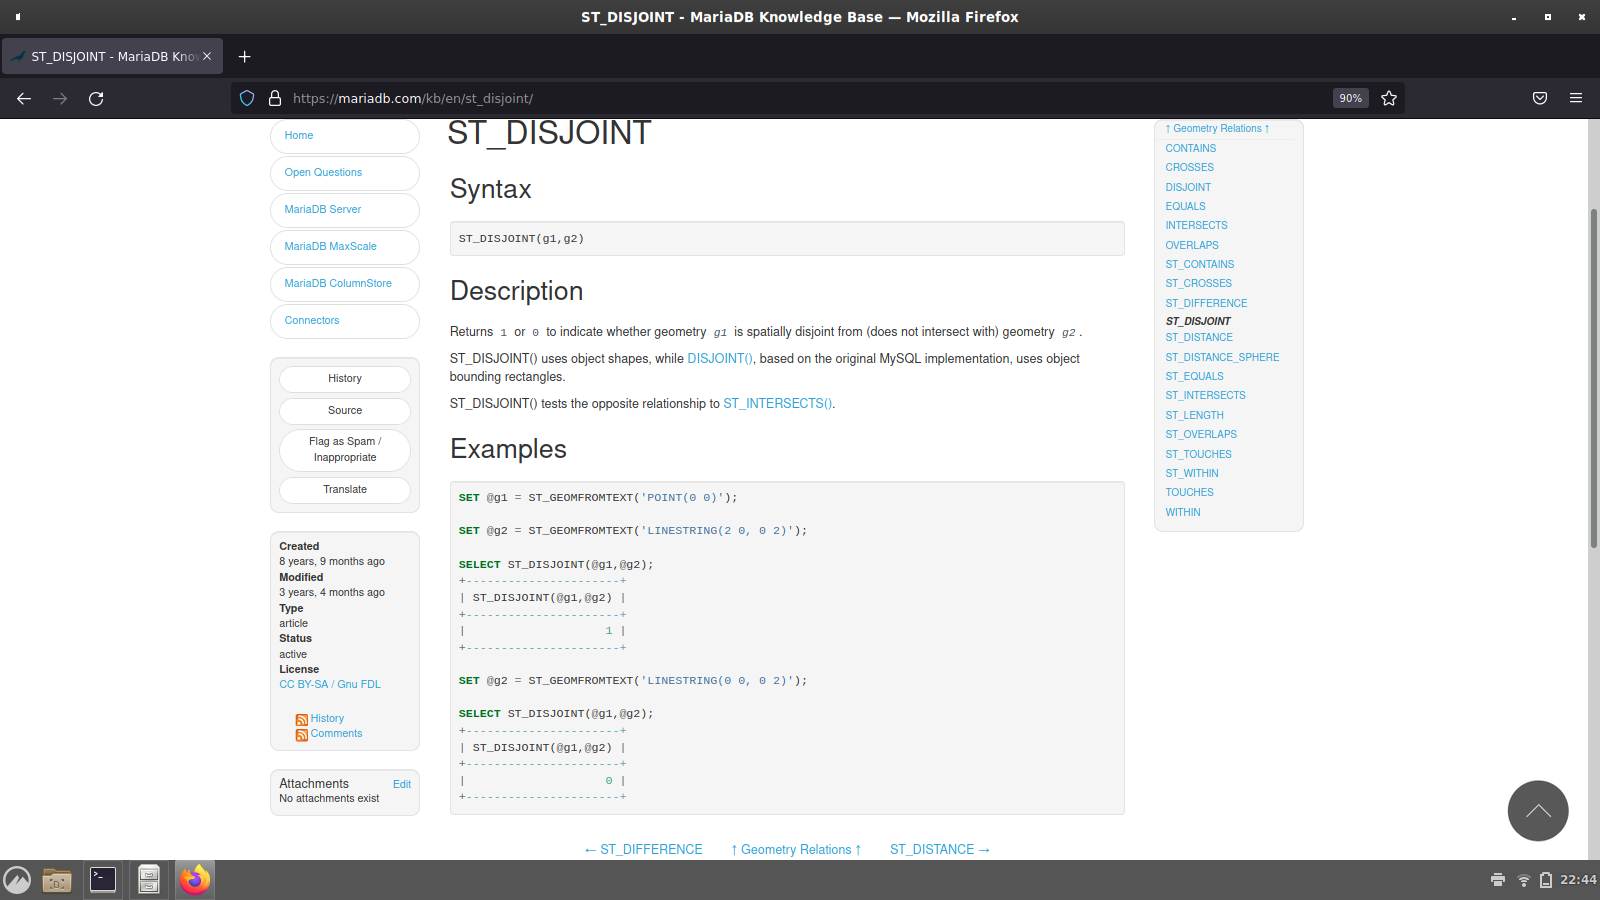 ST_DISJOINT - MariaDB Knowledge Base — Mozilla Firefox
ST_DISJOINT - MariaDB Kno
https://mariadb.com/kb/en/st_disjoint/
90%
Home
Open Questions
MariaDB Server
MariaDB MaxScale
MariaDB ColumnStore
Connectors
History
Source
Flag as Spam /
Inappropriate
Translate
Created
8 years, 9 months ago
Modified
3 years, 4 months ago
Type
article
Status
active
License
CC BY-SA / Gnu FDL
History
Comments
Attachments Edit
No attachments exist
ST_DISJOINT
Syntax
ST_DISJOINT(g1,g2)
Description
Returns 1 or 0 to indicate whether geometry g1 is spatially disjoint from (does not intersect with) geometry g2 .
ST_DISJOINT() uses object shapes, while DISJOINT(), based on the original MySQL implementation, uses object
bounding rectangles.
ST_DISJOINT() tests the opposite relationship to ST_INTERSECTS().
Examples
SET @g1 = ST_GEOMFROMTEXT('POINT(0 0)');
SET @g2 = ST_GEOMFROMTEXT('LINESTRING(2 0, 0 2)');
SELECT ST_DISJOINT(@g1,@g2);
+----------------------+
| ST_DISJOINT(@g1,@g2) |
+----------------------+
|                    1 |
+----------------------+
SET @g2 = ST_GEOMFROMTEXT('LINESTRING(0 0, 0 2)');
SELECT ST_DISJOINT(@g1,@g2);
+----------------------+
| ST_DISJOINT(@g1,@g2) |
+----------------------+
|                    0 |
+----------------------+
← ST_DIFFERENCE ↑ Geometry Relations ↑ ST_DISTANCE →
↑ Geometry Relations ↑
CONTAINS
CROSSES
DISJOINT
EQUALS
INTERSECTS
OVERLAPS
ST_CONTAINS
ST_CROSSES
ST_DIFFERENCE
ST_DISJOINT
ST_DISTANCE
ST_DISTANCE_SPHERE
ST_EQUALS
ST_INTERSECTS
ST_LENGTH
ST_OVERLAPS
ST_TOUCHES
ST_WITHIN
TOUCHES
WITHIN
22:44